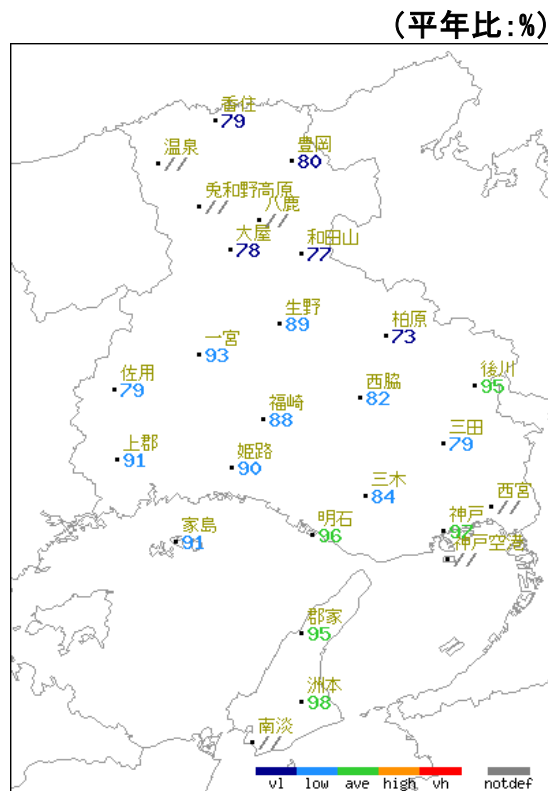 (平年比:%)
香住
79
温泉
//
豊岡
80
兎和野高原
//
八鹿
//
大屋
78
和田山
77
生野
89
柏原
73
一宮
93
佐用
79
後川
95
西脇
82
福崎
88
三田
79
上郡
91
姫路
90
三木
84
西宮
//
神戸
97
家島
91
明石
96
神戸空港
//
郡家
95
洲本
98
南淡
//
vl low ave high vh notdef